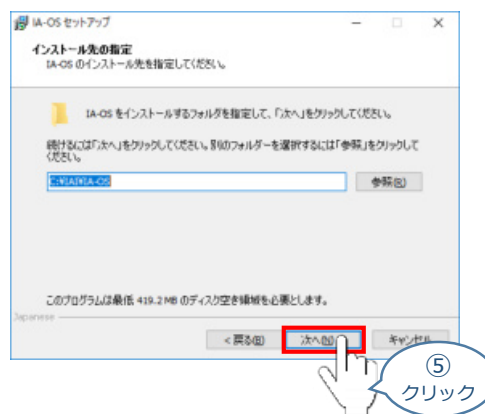 IA-OS セットアップ
インストール先の指定
IA-OS のインストール先を指定してください。
IA-OS をインストールするフォルダを指定して、「次へ」をクリックしてください。
続けるには「次へ」をクリックしてください。別のフォルダーを選択するには「参照」をクリックして
ください。
C:¥IAI¥IA-OS
参照(R)
このプログラムは最低 419.2 MB のディスク空き領域を必要とします。
Japanese
< 戻る(B)
次へ(N)
キャンセル
⑤
クリック